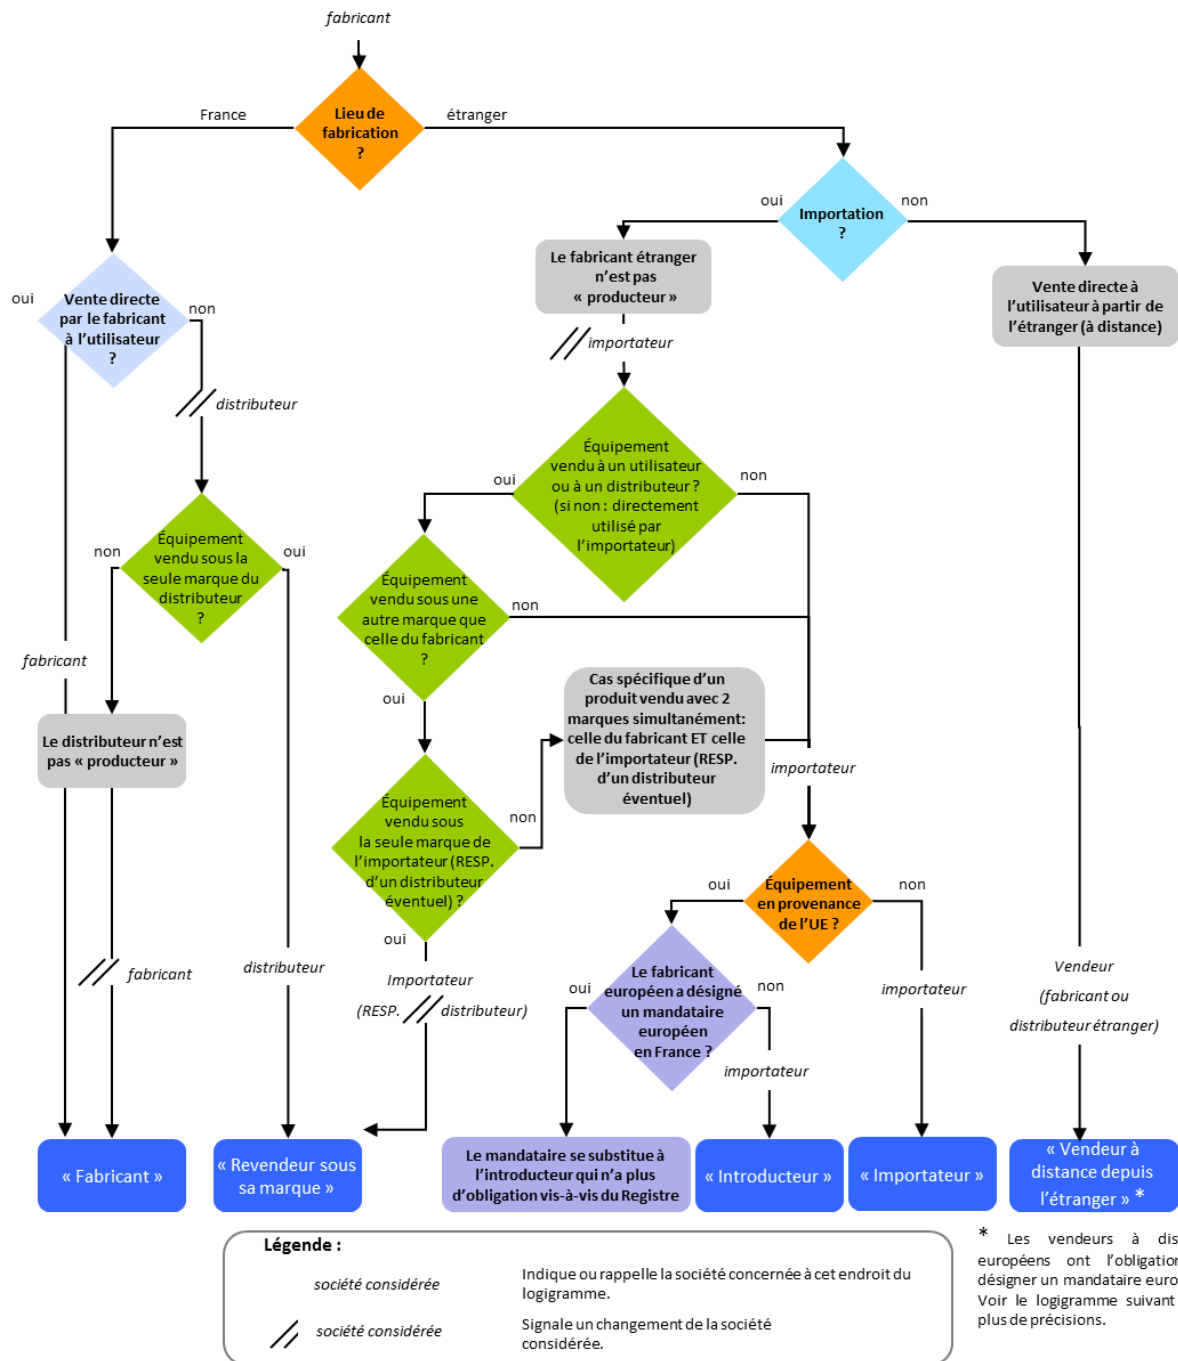 fabricant
Lieu de
fabrication
?
France
étranger
Importation
?
oui
non
Le fabricant étranger
n'est pas
« producteur »
Vente directe à
l'utilisateur à partir de
l'étranger (à distance)
oui
Vente directe
par le fabricant
à l'utilisateur
?
non
importateur
distributeur
Équipement
vendu à un utilisateur
ou à un distributeur ?
(si non : directement
utilisé par
l'importateur)
oui
non
non
Équipement
vendu sous la
seule marque du
distributeur
?
oui
Équipement
vendu sous une
autre marque que
celle du fabricant
?
non
oui
fabricant
Le distributeur n'est
pas « producteur »
Cas spécifique d'un
produit vendu avec 2
marques simultanément:
celle du fabricant ET celle
de l'importateur (RESP.
d'un distributeur
éventuel)
importateur
Équipement
vendu sous
la seule marque de
l'importateur (RESP.
d'un distributeur
éventuel) ?
non
oui
oui
Équipement
en provenance
de l'UE ?
non
fabricant
distributeur
Importateur
(RESP.
distributeur)
oui
Le fabricant
européen a désigné
un mandataire
européen
en France ?
non
importateur
importateur
Vendeur
(fabricant ou
distributeur étranger)
« Fabricant »
« Revendeur sous
sa marque »
Le mandataire se substitue à
l'introducteur qui n'a plus
d'obligation vis-à-vis du Registre
« Introducteur »
« Importateur »
« Vendeur à
distance depuis
l'étranger » *
Légende :
société considérée
Indique ou rappelle la société concernée à cet endroit du
logigramme.
société considérée
Signale un changement de la société
considérée.
* Les vendeurs à dis
européens ont l'obligation
désigner un mandataire euro
Voir le logigramme suivant
plus de précisions.